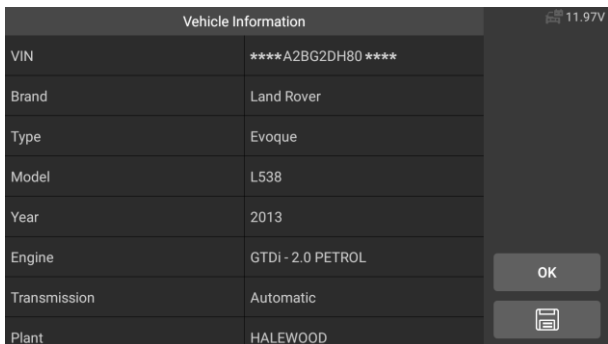 Vehicle Information
11.97V
VIN ****A2BG2DH80 ****
Brand Land Rover
Type Evoque
Model L538
Year 2013
Engine GTDi - 2.0 PETROL
OK
Transmission Automatic
Plant HALEWOOD